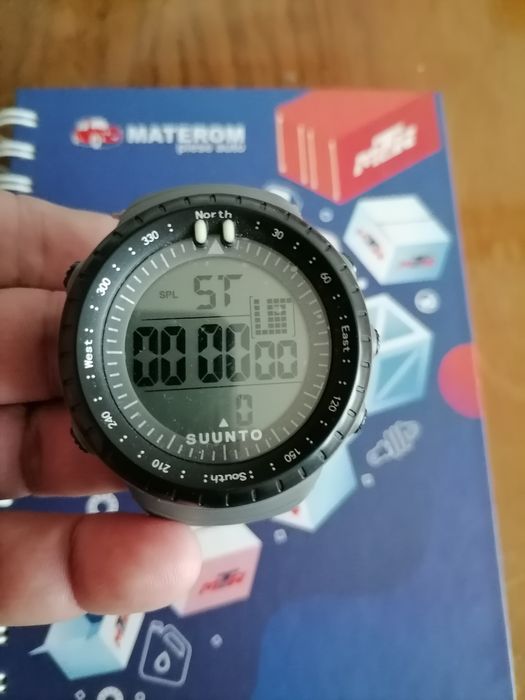 MATEROM
piese auto
North
30
60
East
120
150
South
210
240
West
300
330
SPL
ST
00 00 00
0
SUUNTO